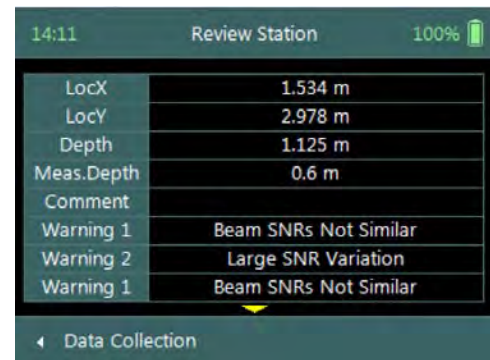 14:11 Review Station 100%
LocX 1.534 m
LocY 2.978 m
Depth 1.125 m
Meas.Depth 0.6 m
Comment
Warning 1 Beam SNRs Not Similar
Warning 2 Large SNR Variation
Warning 1 Beam SNRs Not Similar
Data Collection